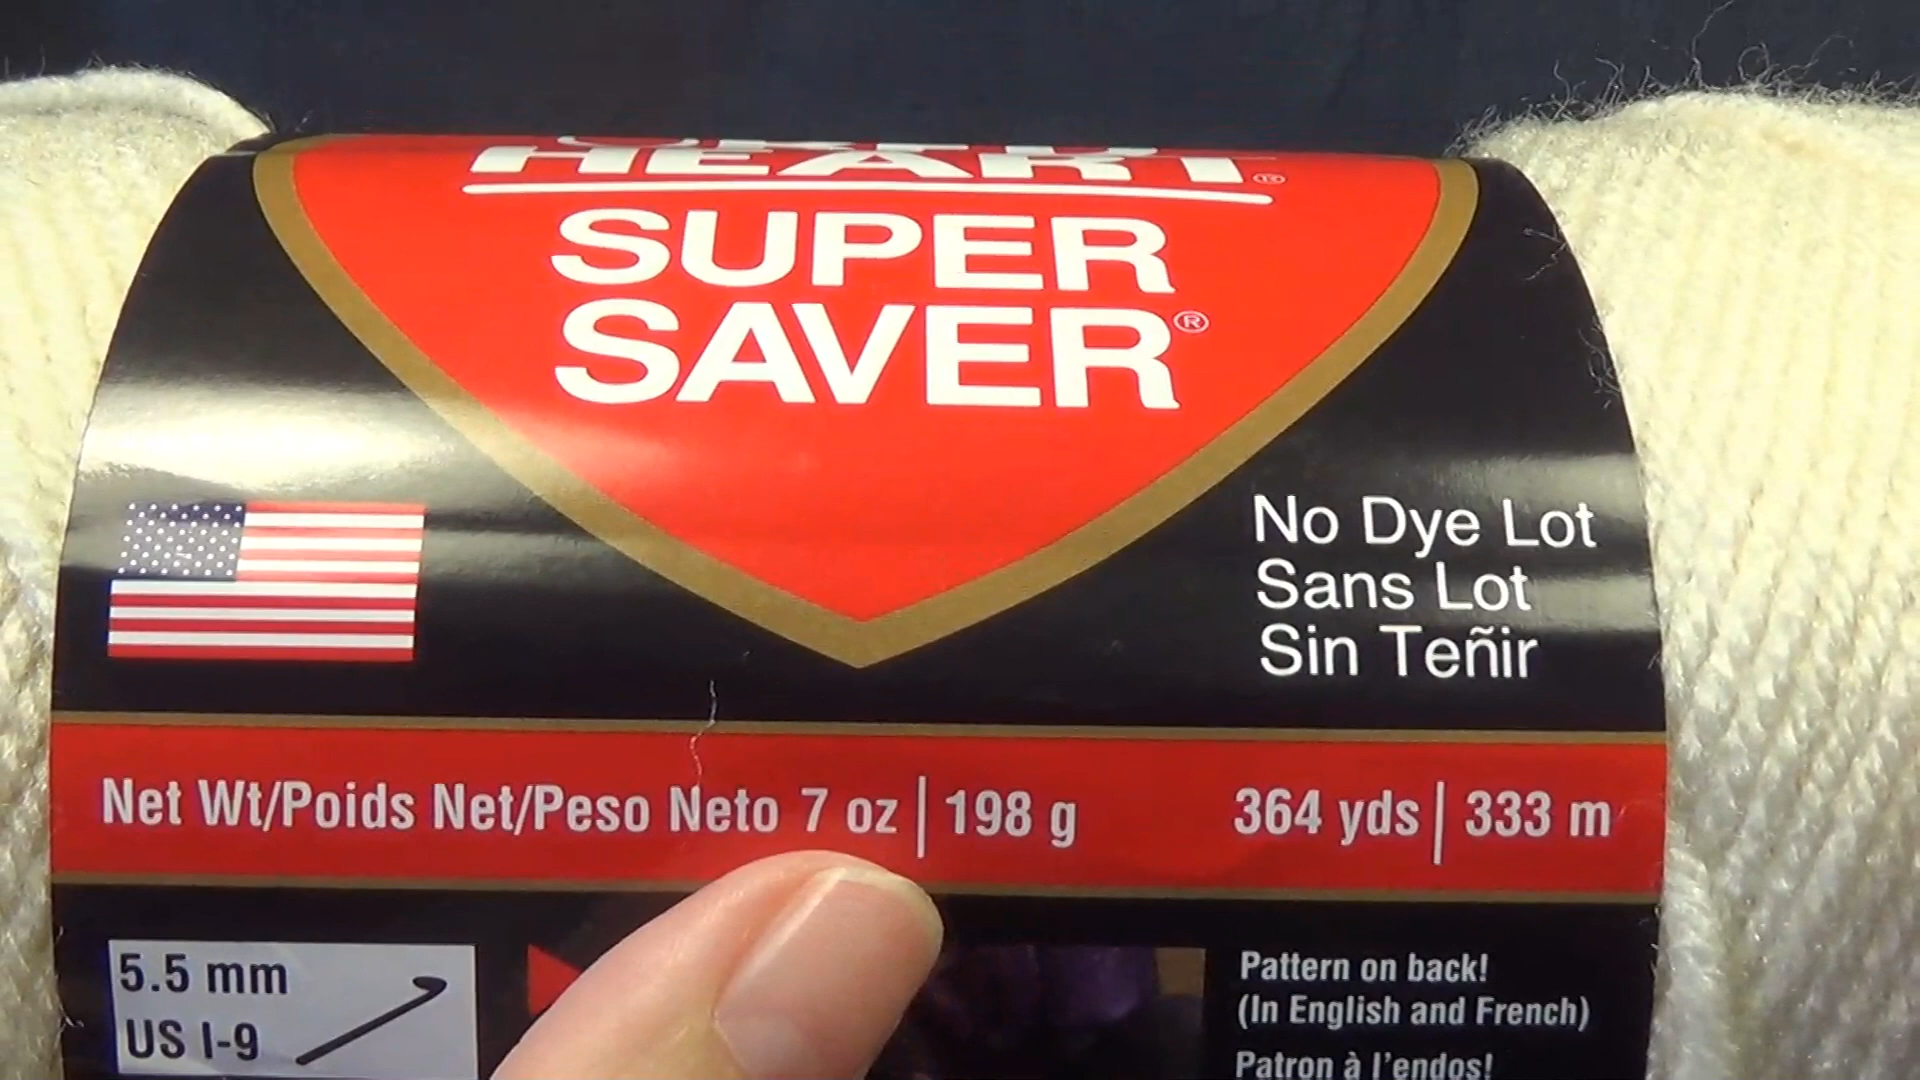 HEART®
SUPER
SAVER®
No Dye Lot
Sans Lot
Sin Teñir
Net Wt/Poids Net/Peso Neto 7 oz | 198 g
364 yds | 333 m
5.5 mm
US I-9
Pattern on back!
(In English and French)
Patron à l'endos!